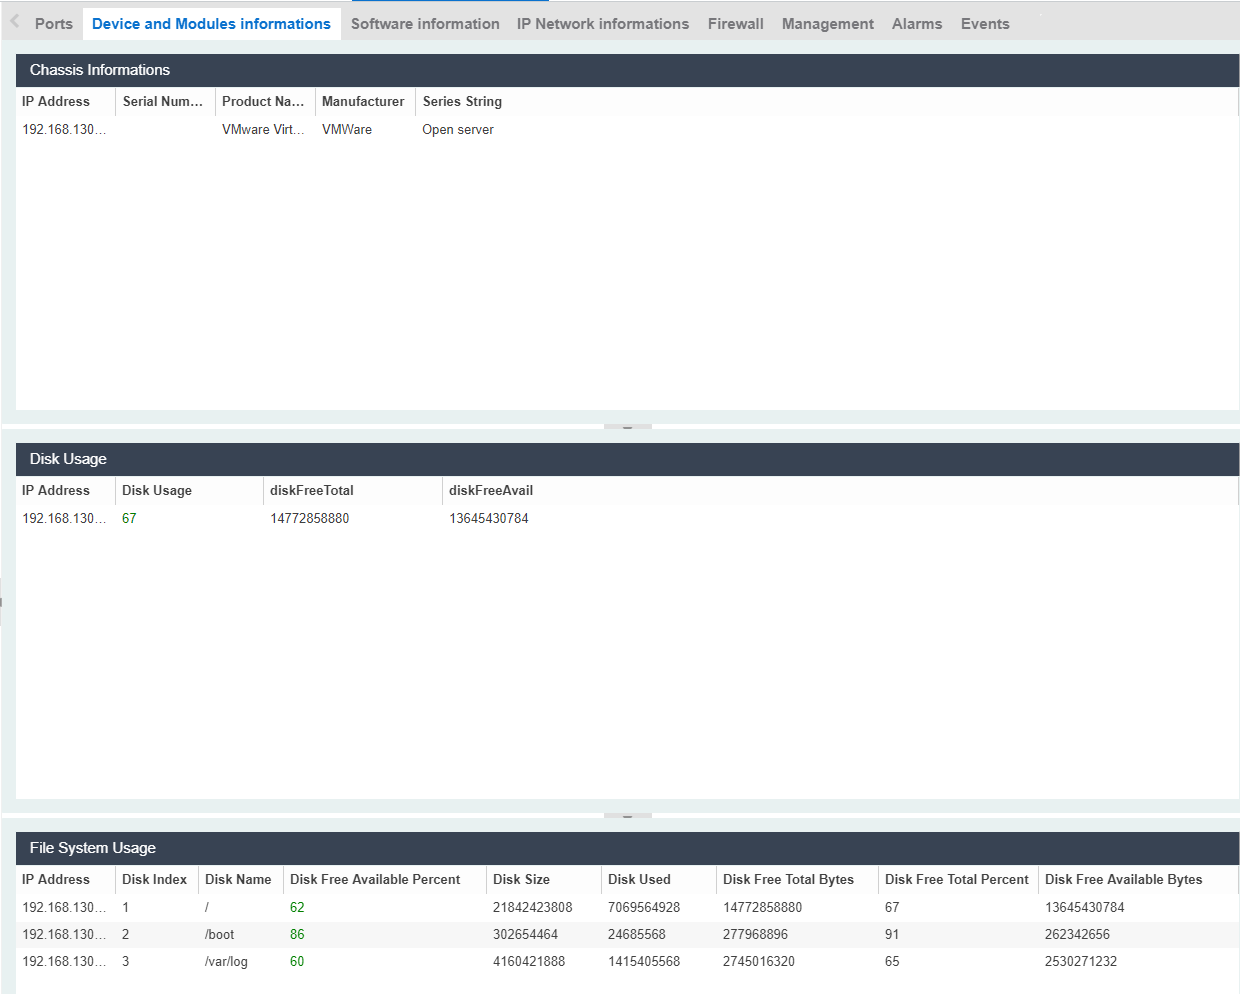 Ports Device and Modules informations Software information IP Network informations Firewall Management Alarms Events
Chassis Informations
IP Address Serial Num... Product Na... Manufacturer Series String
192.168.130... VMware Virt... VMWare Open server
Disk Usage
IP Address Disk Usage diskFreeTotal diskFreeAvail
192.168.130... 67 14772858880 13645430784
File System Usage
IP Address Disk Index Disk Name Disk Free Available Percent Disk Size Disk Used Disk Free Total Bytes Disk Free Total Percent Disk Free Available Bytes
192.168.130... 1 / 62 21842423808 7069564928 14772858880 67 13645430784
192.168.130... 2 /boot 86 302654464 24685568 277968896 91 262342656
192.168.130... 3 /var/log 60 4160421888 1415405568 2745016320 65 2530271232